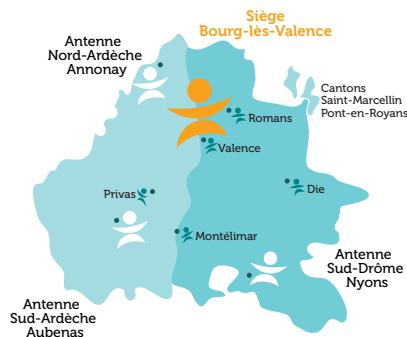 Siège
Bourg-lès-Valence
Antenne
Nord-Ardèche
Annonay
Cantons
Saint-Marcellin
Pont-en-Royans
Romans
Valence
Privas
Die
Montélimar
Antenne
Sud-Drôme
Nyons
Antenne
Sud-Ardèche
Aubenas